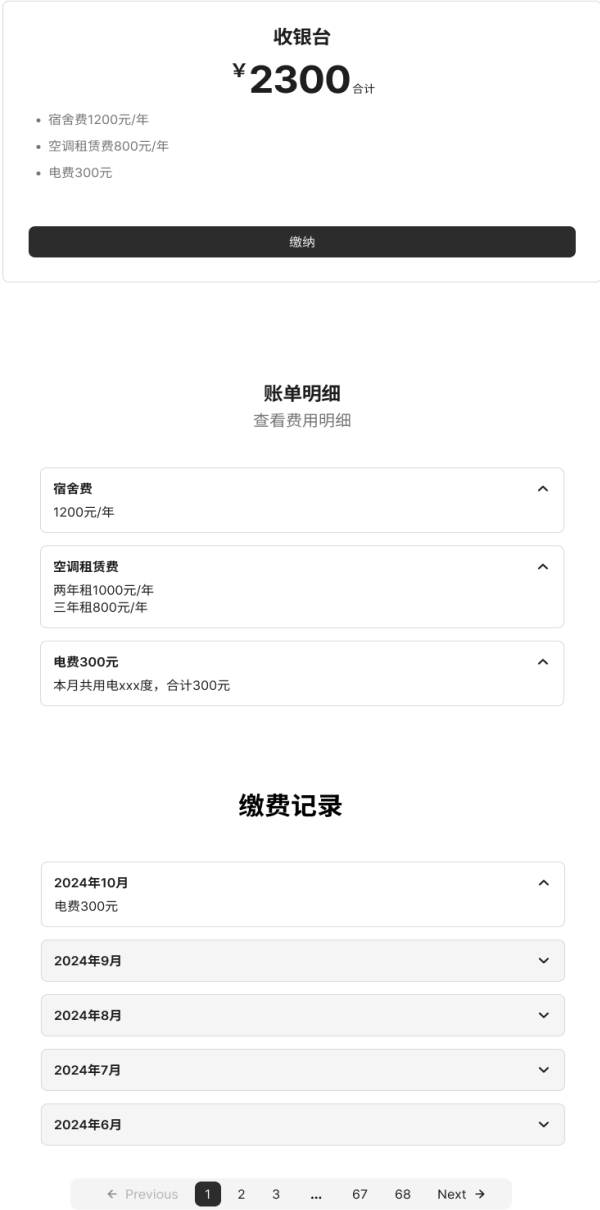 收银台
¥2300合计
• 宿舍费1200元/年
• 空调租赁费800元/年
• 电费300元
缴纳
账单明细
查看费用明细
宿舍费
1200元/年
空调租赁费
两年租1000元/年
三年租800元/年
电费300元
本月共用电xxx度，合计300元
缴费记录
2024年10月
电费300元
2024年9月
2024年8月
2024年7月
2024年6月
← Previous 1 2 3 ... 67 68 Next →